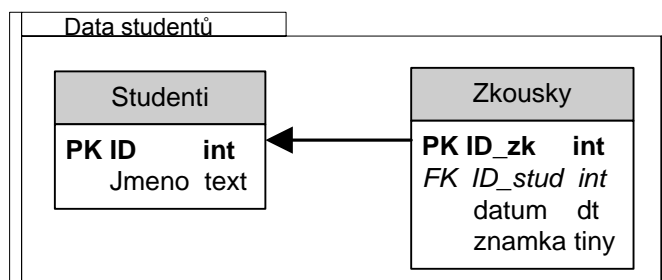 Data studentů
Studenti
PK ID int
Jmeno text
Zkousky
PK ID_zk int
FK ID_stud int
datum dt
znamka tiny